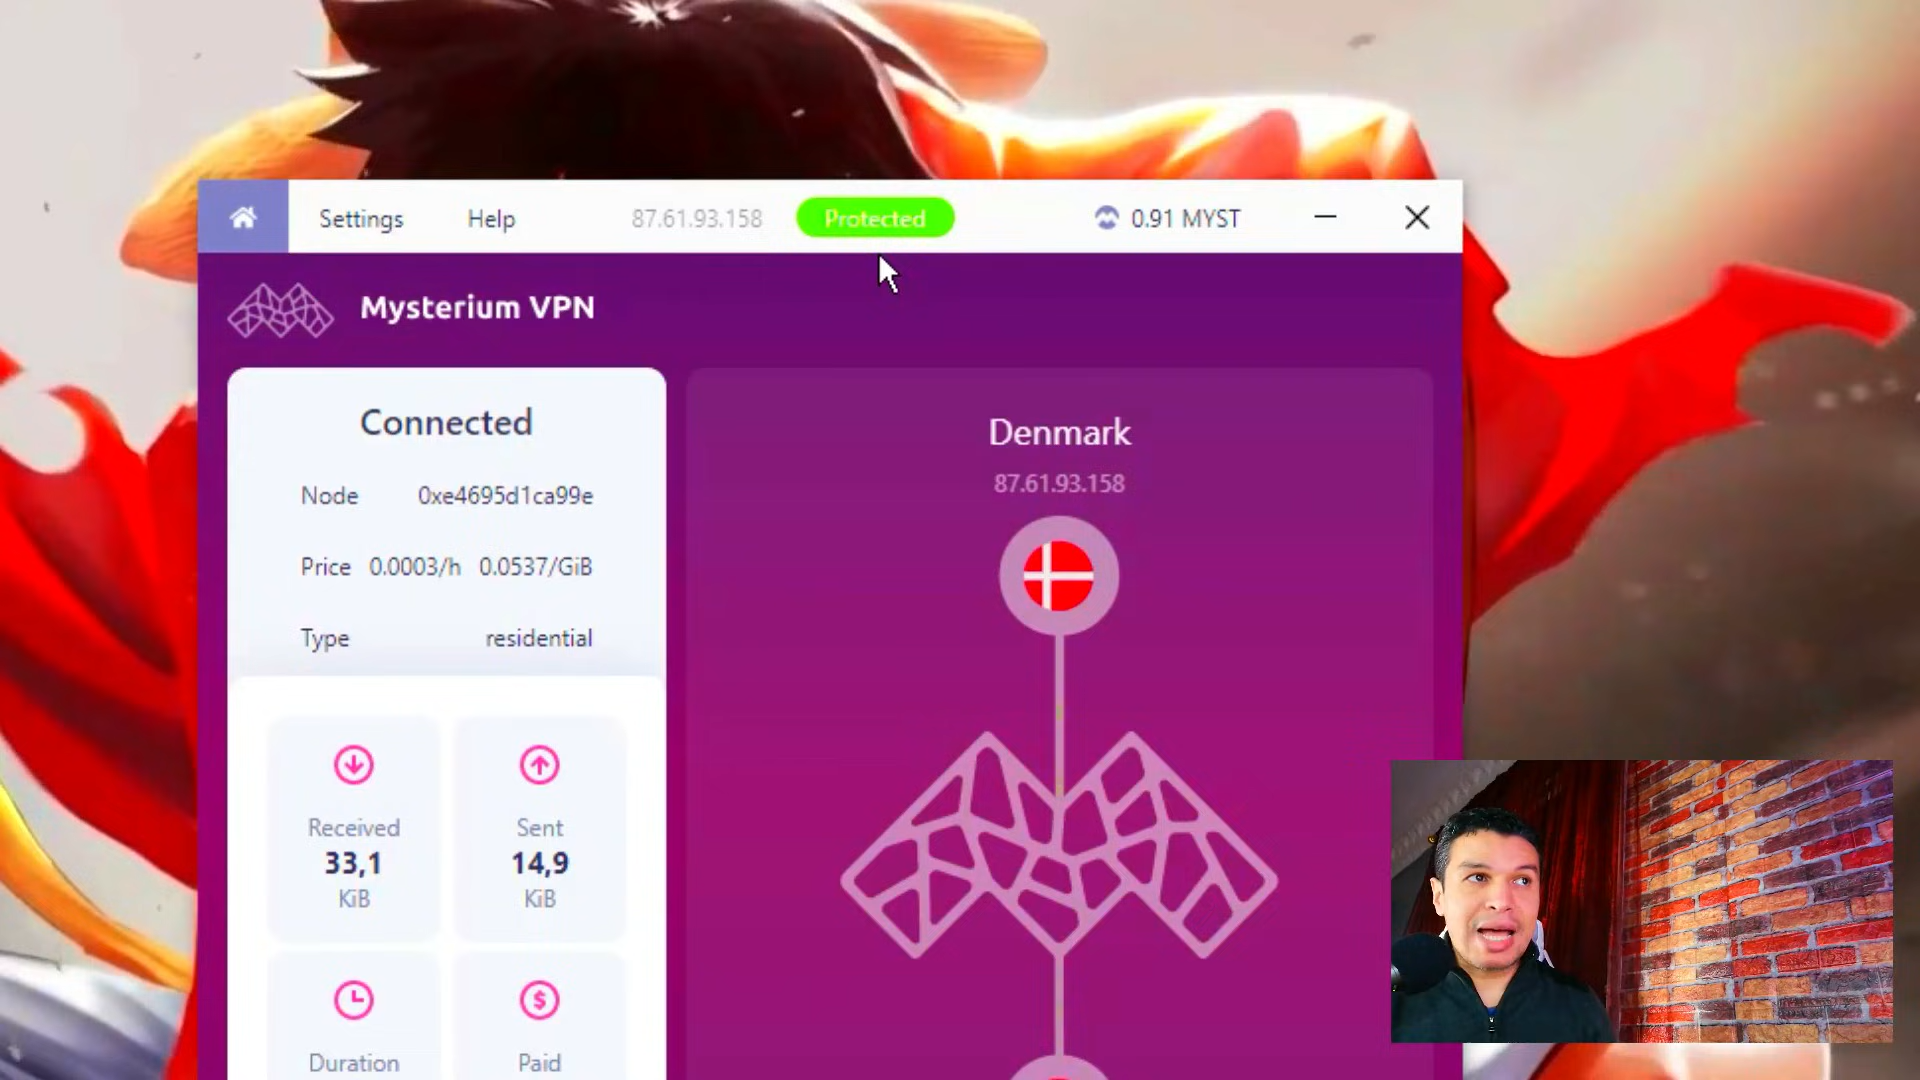 Settings Help 87.61.93.158 Protected 0.91 MYST
Mysterium VPN
Connected
Node 0xe4695d1ca99e
Price 0.0003/h 0.0537/GiB
Type residential
Received
33,1
KiB
Sent
14,9
KiB
Duration
Paid
Denmark
87.61.93.158